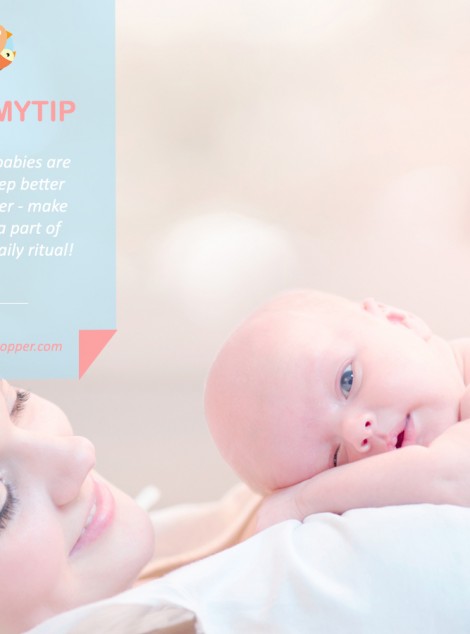 MYTIP
babies are
ep better
er - make
a part of
aily ritual!
opper.com